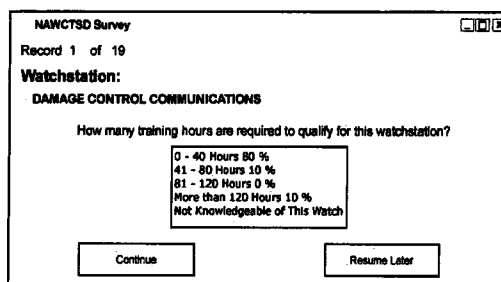 NAWCTSD Survey
Record 1 of 19
Watchstation:
DAMAGE CONTROL COMMUNICATIONS
How many training hours are required to qualify for this watchstation?
0 - 40 Hours 80 %
41 - 80 Hours 10 %
81 - 120 Hours 0 %
More than 120 Hours 10 %
Not Knowledgeable of This Watch
Continue
Resume Later